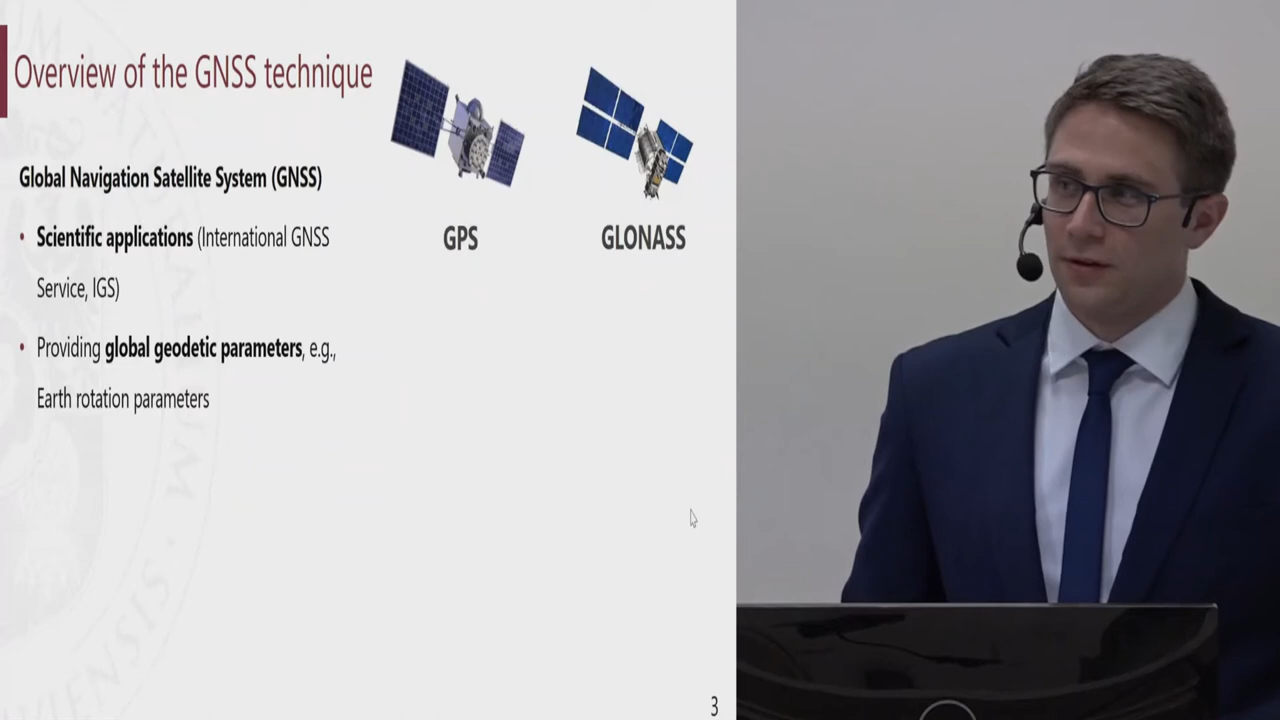 Overview of the GNSS technique
Global Navigation Satellite System (GNSS)
• Scientific applications (International GNSS
Service, IGS)
• Providing global geodetic parameters, e.g.,
Earth rotation parameters
GPS
GLONASS
3